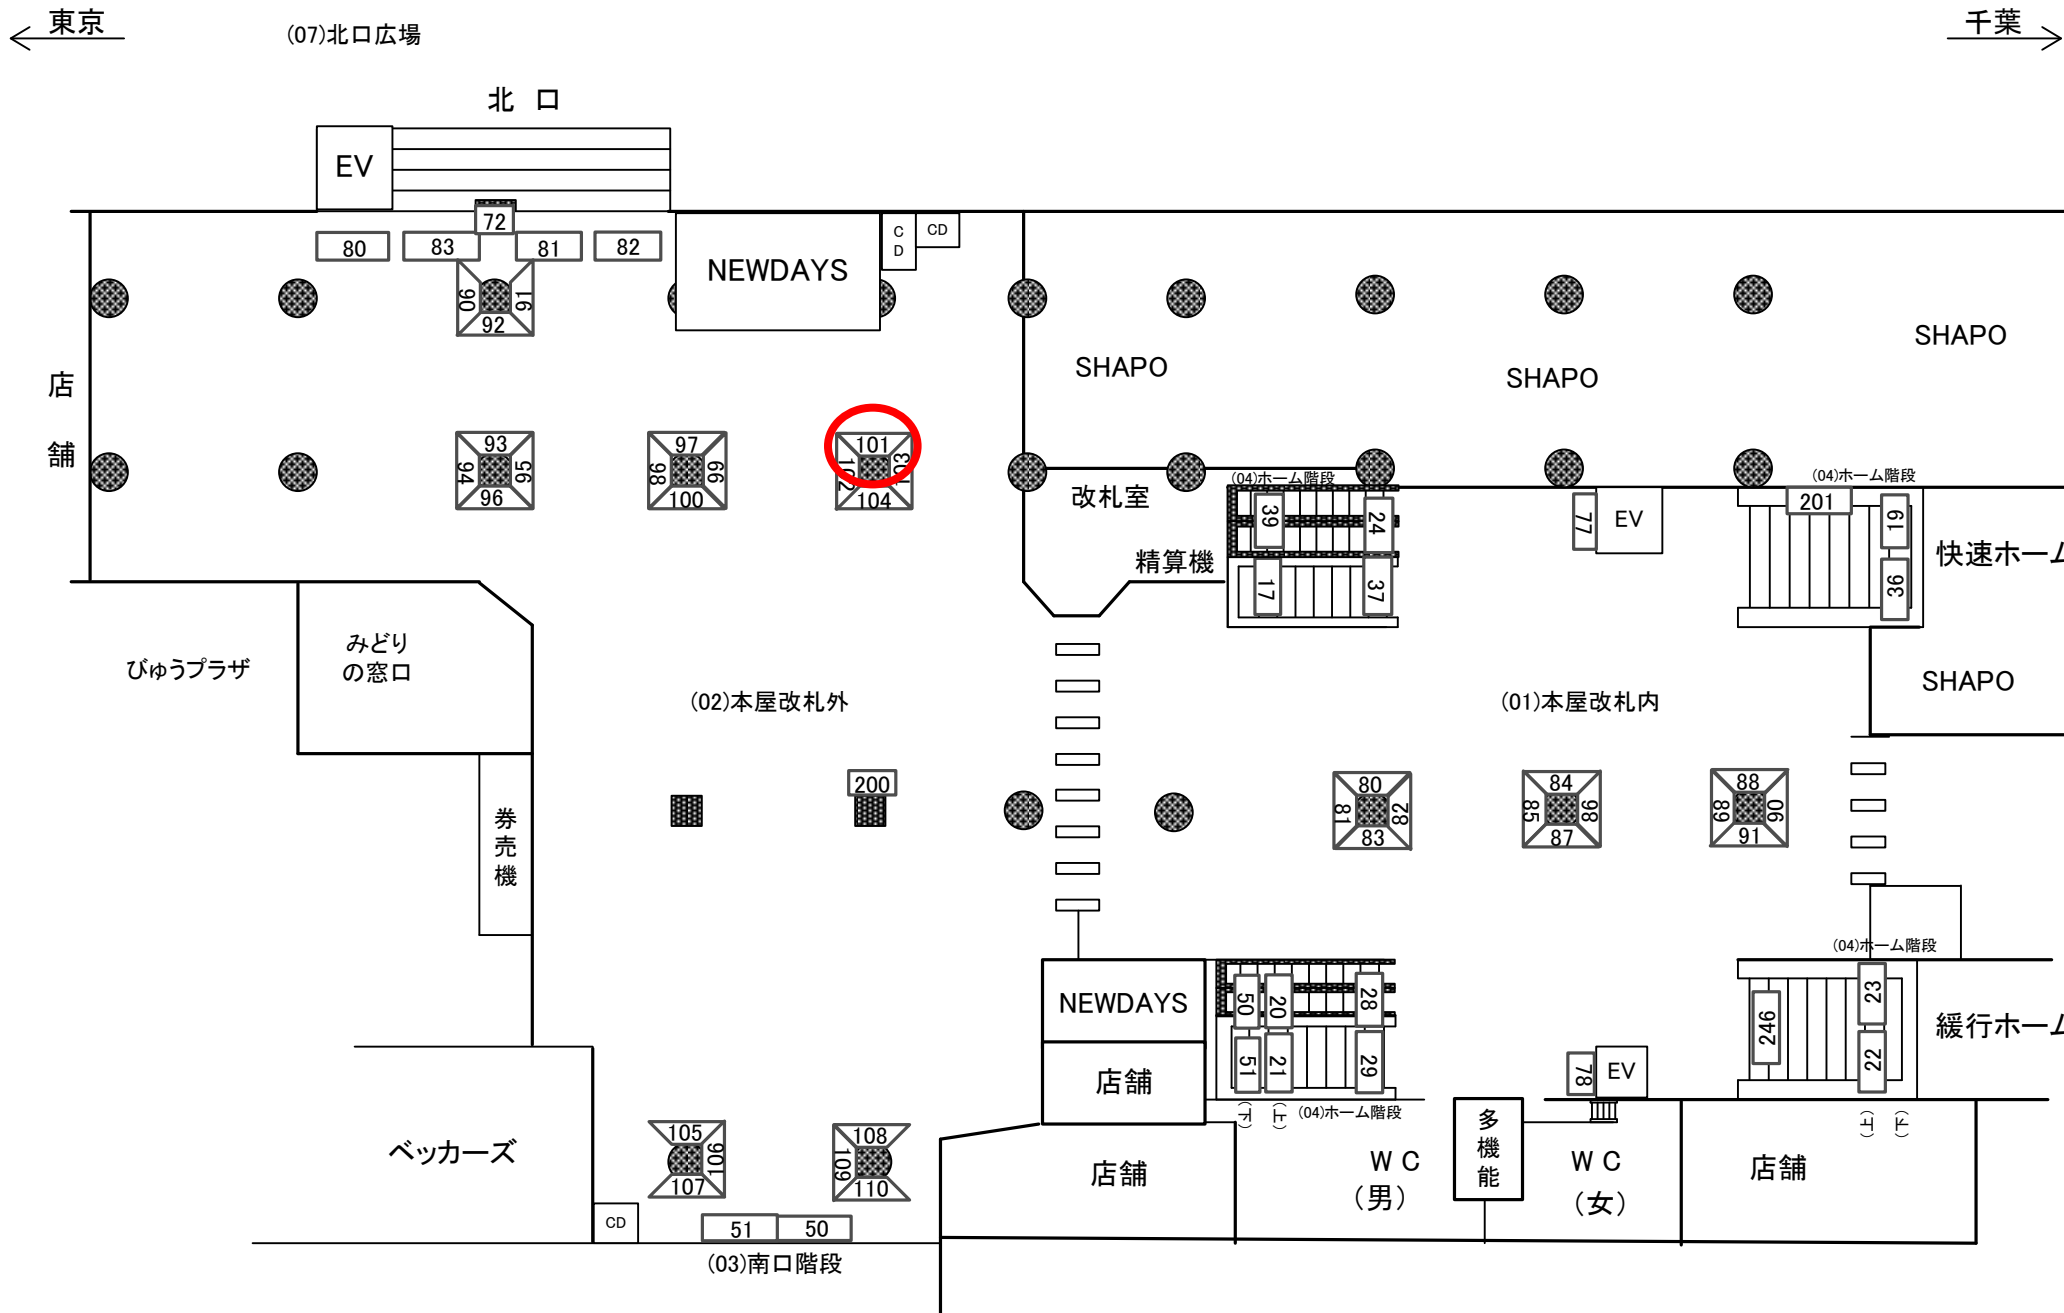 東京
(07)北口広場
千葉
北 口
EV
72
80
83
81
82
90
91
92
NEWDAYS
C
D
CD
SHAPO
SHAPO
SHAPO
店
舗
93
94
95
96
97
98
99
100
101
102
103
104
改札室
精算機
(04)ホーム階段
39
24
17
37
77
EV
(04)ホーム階段
201
19
36
快速ホーム
みどり
の窓口
びゅうプラザ
(02)本屋改札外
(01)本屋改札内
SHAPO
200
券
売
機
80
81
82
83
84
85
86
87
88
89
90
91
NEWDAYS
店舗
50
20
28
51
21
29
(下)
(上)
(04)ホーム階段
78
EV
(04)ホーム階段
246
23
22
緩行ホーム
(上)
(下)
ベッカーズ
105
106
107
108
109
110
CD
51
50
(03)南口階段
店舗
W C
(男)
多
機
能
W C
(女)
店舗